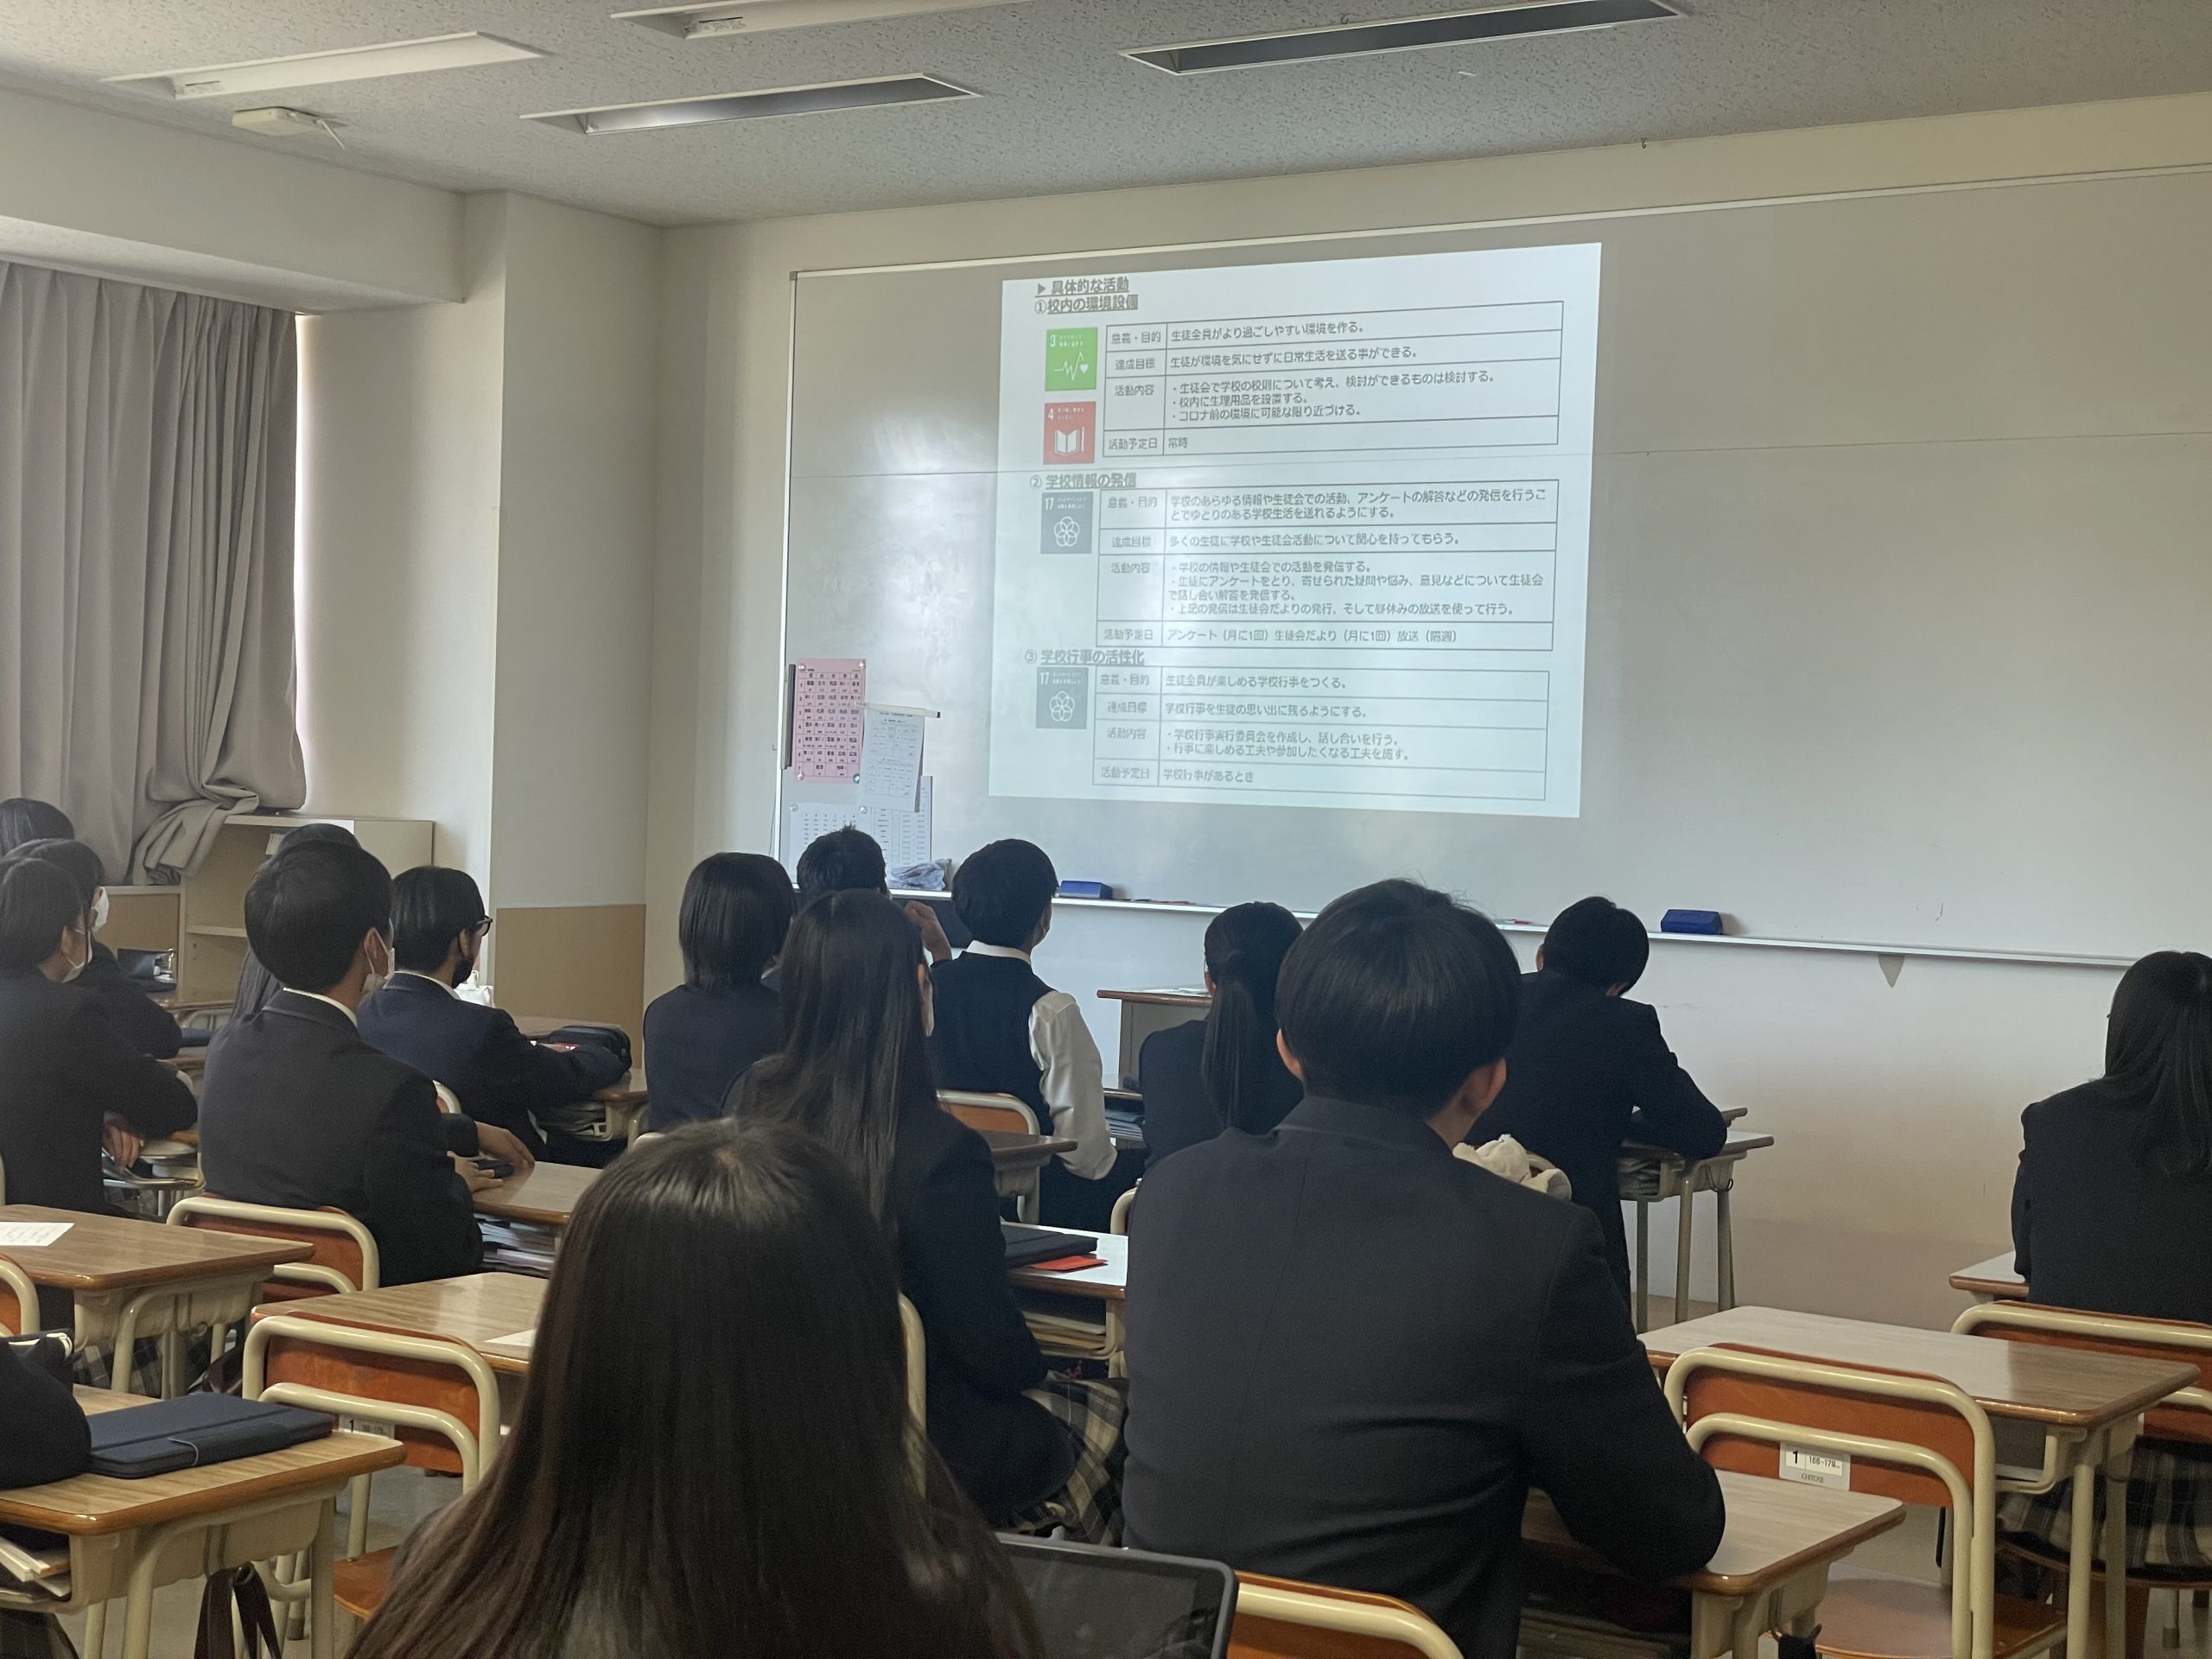 ▶ 具体的な活動
①校内の環境設備
3
4
意義・目的 生徒全員がより過ごしやすい環境を作る。
達成目標 生徒が環境を気にせずに日常生活を送る事ができる。
活動内容 ・生徒会で学校の校則について考え、検討ができるものは検討する。
・校内に生理用品を設置する。
・コロナ前の環境に可能な限り近づける。
活動予定日 常時
② 学校情報の発信
17
意義・目的 学校のあらゆる情報や生徒会での活動、アンケートの解答などの発信を行うこ
とでゆとりのある学校生活を送れるようにする。
達成目標 多くの生徒に学校や生徒会活動について関心を持ってもらう。
活動内容 ・学校の情報や生徒会での活動を発信する。
・生徒にアンケートをとり、寄せられた疑問や悩み、意見などについて生徒会
で話し合い解答を発信する。
・上記の発信は生徒会だよりの発行、そして昼休みの放送を使って行う。
活動予定日 アンケート（月に1回）生徒会だより（月に1回）放送（隔週）
③ 学校行事の活性化
17
意義・目的 生徒全員が楽しめる学校行事をつくる。
達成目標 学校行事を生徒の思い出に残るようにする。
活動内容 ・学校行事実行委員会を作成し、話し合いを行う。
・行事に楽しめる工夫や参加したくなる工夫を施す。
活動予定日 学校行事があるとき
1